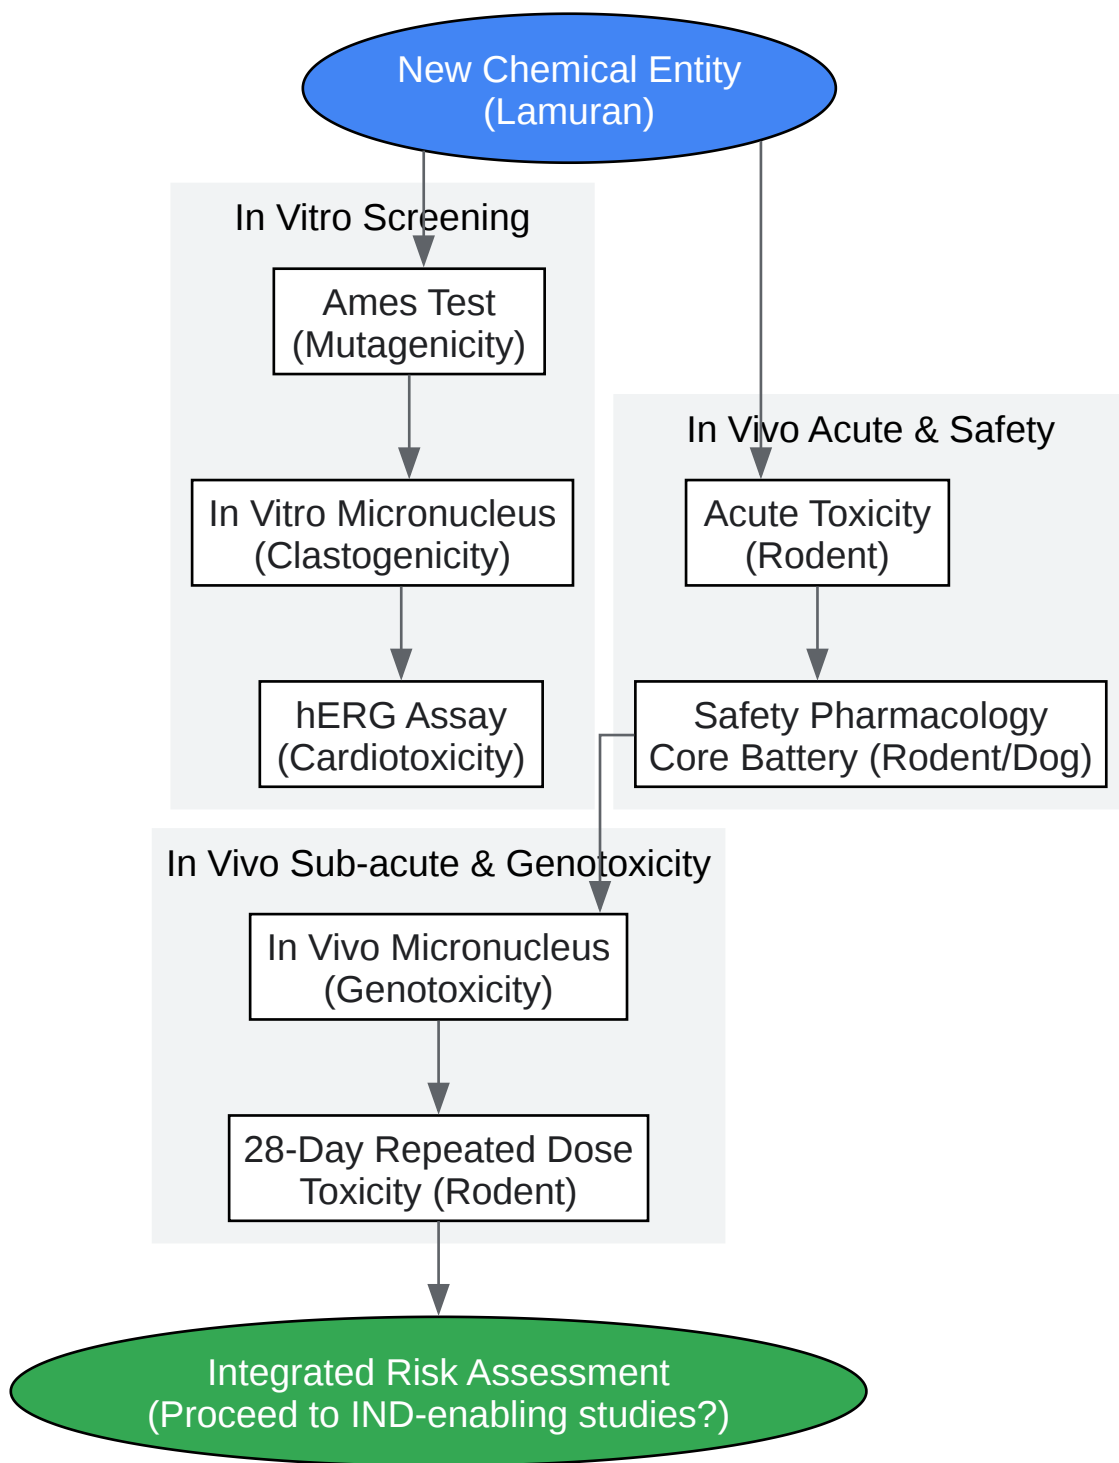 New Chemical Entity
(Lamuran)
In Vitro Screening
Ames Test
(Mutagenicity)
In Vivo Acute & Safety
In Vitro Micronucleus
(Clastogenicity)
Acute Toxicity
(Rodent)
hERG Assay
(Cardiotoxicity)
Safety Pharmacology
Core Battery (Rodent/Dog)
In Vivo Sub-acute & Genotoxicity
In Vivo Micronucleus
(Genotoxicity)
28-Day Repeated Dose
Toxicity (Rodent)
Integrated Risk Assessment
(Proceed to IND-enabling studies?)